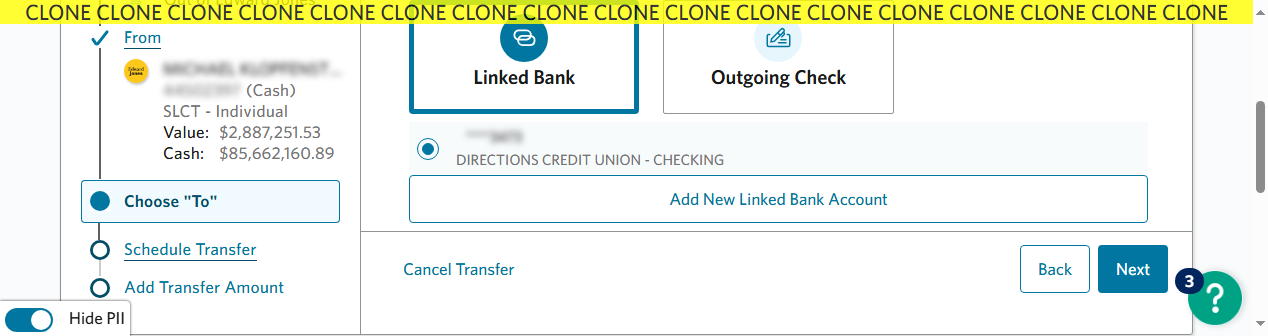 CLONE CLONE CLONE CLONE CLONE CLONE CLONE CLONE CLONE CLONE CLONE CLONE CLONE CLONE CLONE CLONE CLONE
From
Edward
Jones
(Cash)
SLCT - Individual
Value: $2,887,251.53
Cash: $85,662,160.89
Choose "To"
Schedule Transfer
Add Transfer Amount
Hide PII
Linked Bank
Outgoing Check
DIRECTIONS CREDIT UNION - CHECKING
Add New Linked Bank Account
Cancel Transfer
Back
Next
3
?